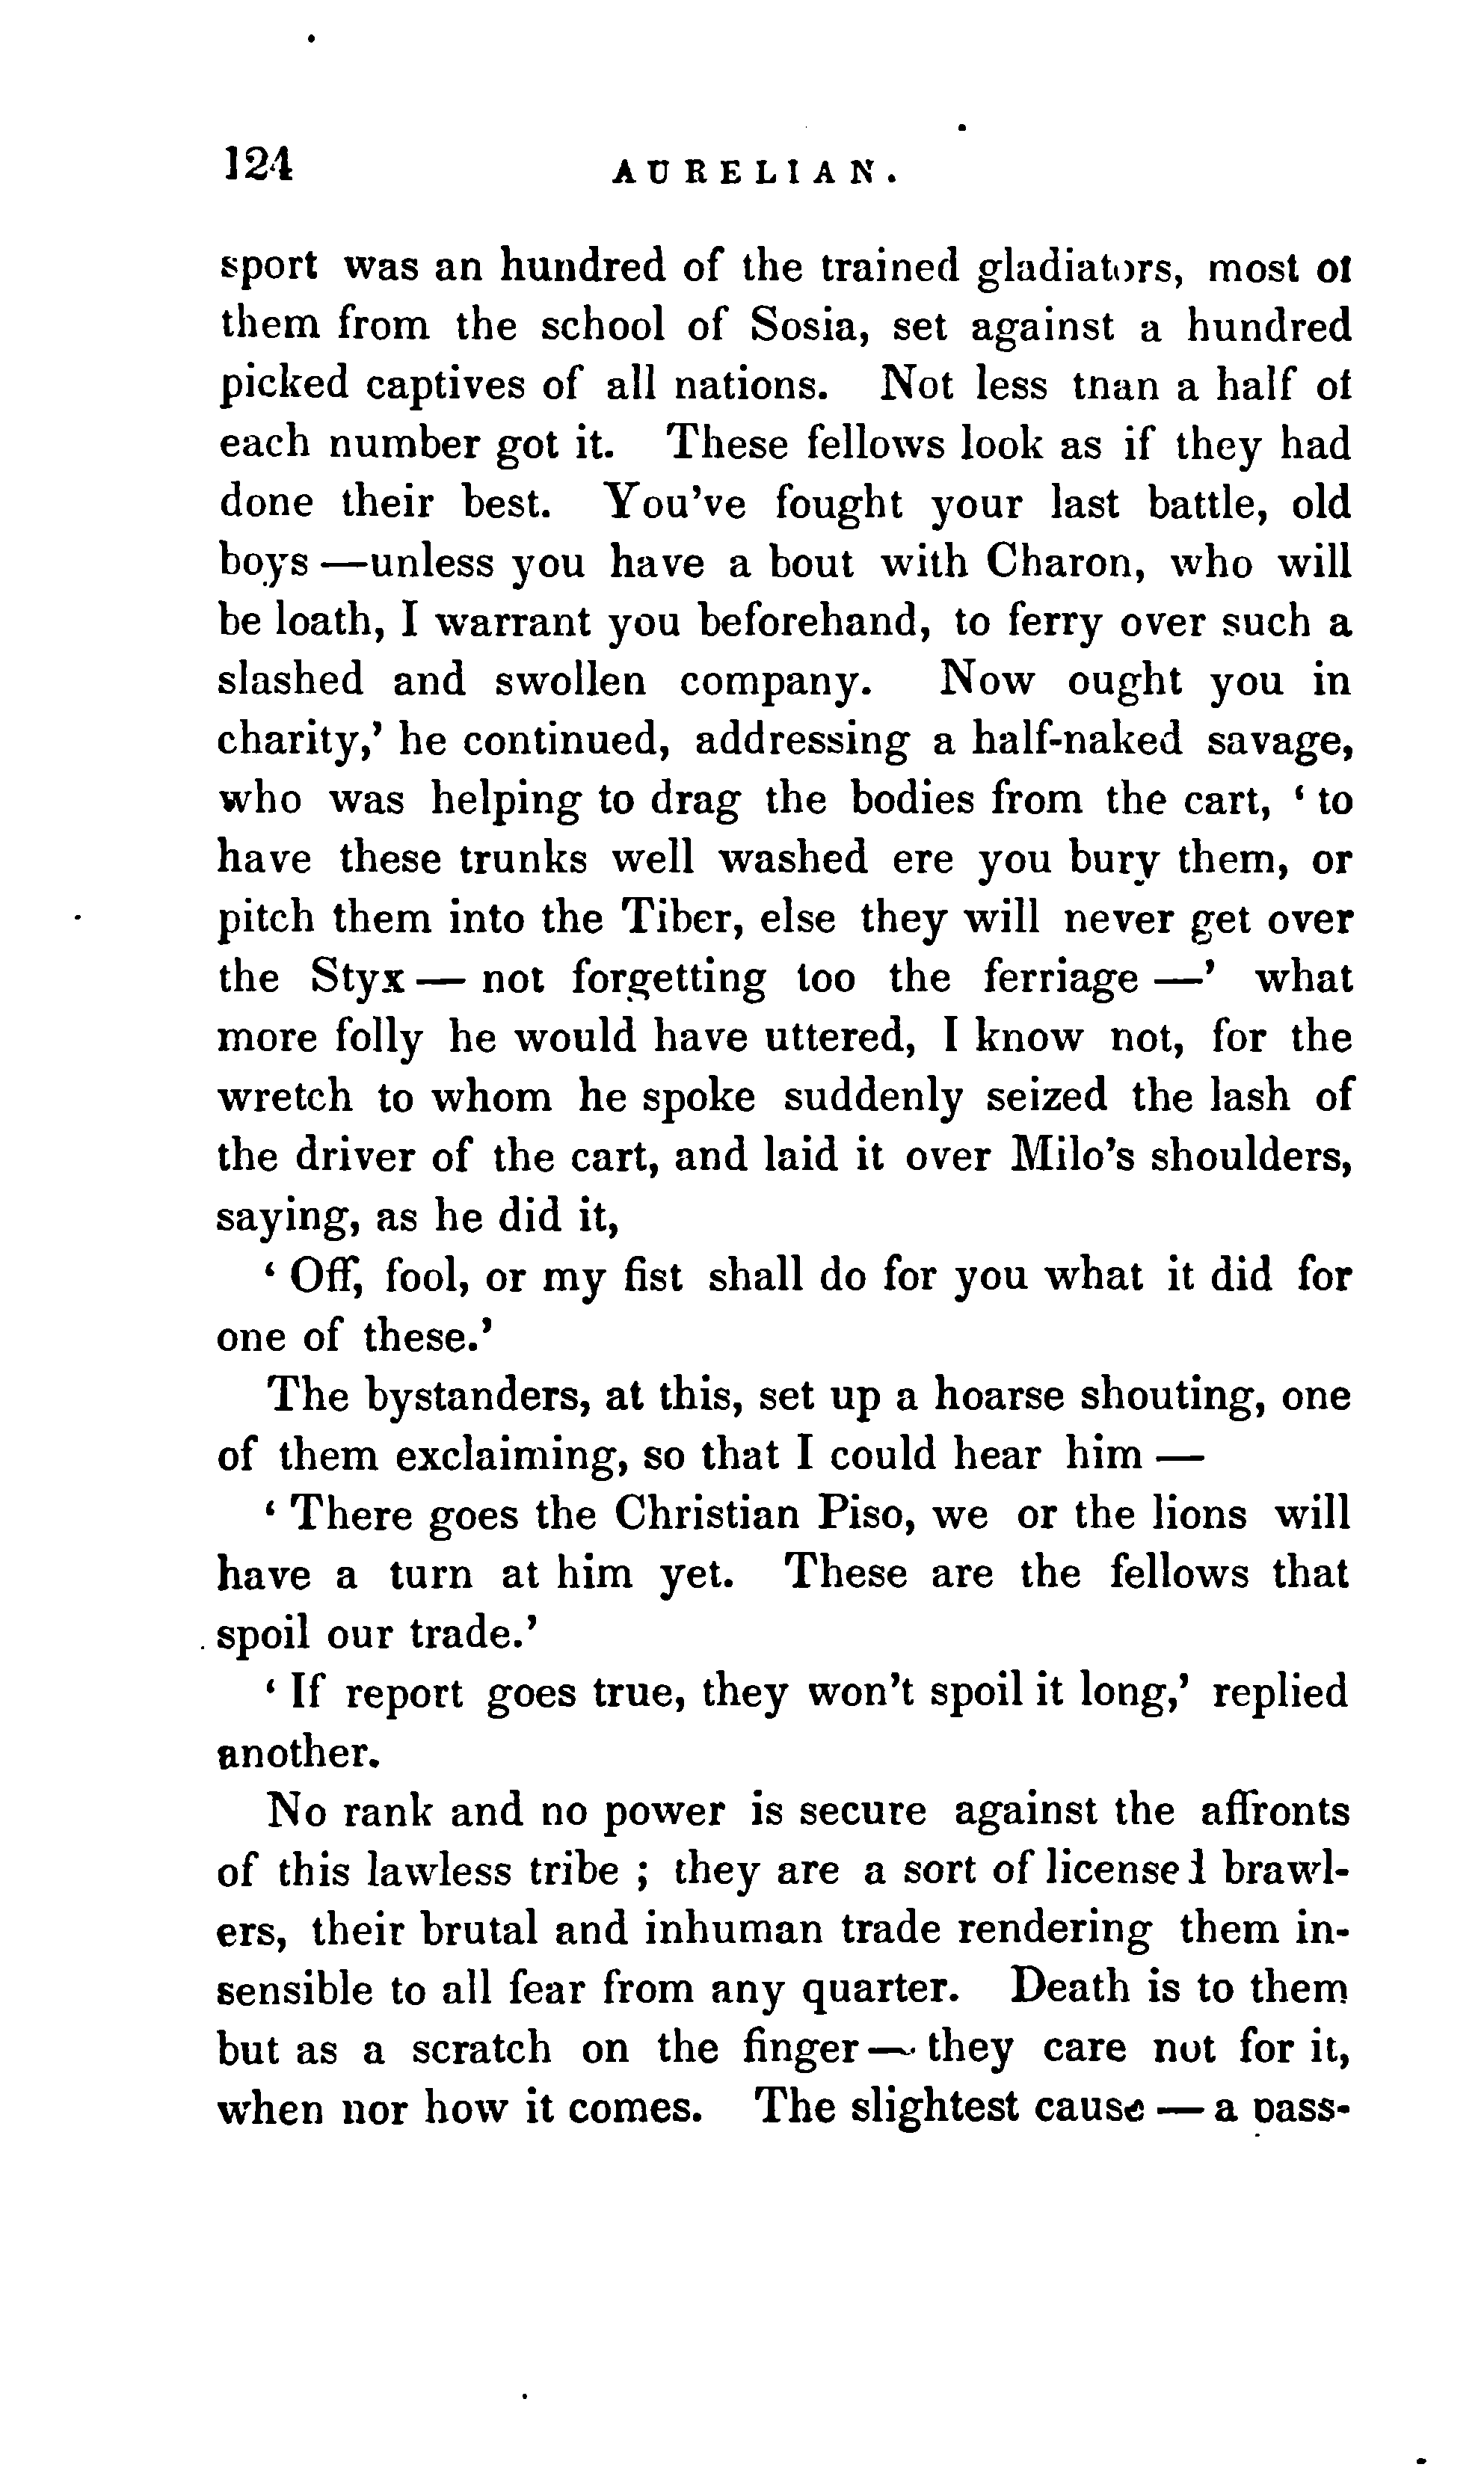 124 AURELIAN.
sport was an hundred of the trained gladiators, most of
them from the school of Sosia, set against a hundred
picked captives of all nations. Not less than a half of
each number got it. These fellows look as if they had
done their best. You've fought your last battle, old
boys —unless you have a bout with Charon, who will
be loath, I warrant you beforehand, to ferry over such a
slashed and swollen company. Now ought you in
charity,' he continued, addressing a half-naked savage,
who was helping to drag the bodies from the cart, ' to
have these trunks well washed ere you bury them, or
pitch them into the Tiber, else they will never get over
the Styx — not forgetting too the ferriage —' what
more folly he would have uttered, I know not, for the
wretch to whom he spoke suddenly seized the lash of
the driver of the cart, and laid it over Milo's shoulders,
saying, as he did it,
' Off, fool, or my fist shall do for you what it did for
one of these.'
The bystanders, at this, set up a hoarse shouting, one
of them exclaiming, so that I could hear him —
' There goes the Christian Piso, we or the lions will
have a turn at him yet. These are the fellows that
spoil our trade.'
' If report goes true, they won't spoil it long,' replied
another.
No rank and no power is secure against the affronts
of this lawless tribe ; they are a sort of licensed brawl-
ers, their brutal and inhuman trade rendering them in-
sensible to all fear from any quarter. Death is to them
but as a scratch on the finger — they care not for it,
when nor how it comes. The slightest cause — a pass-